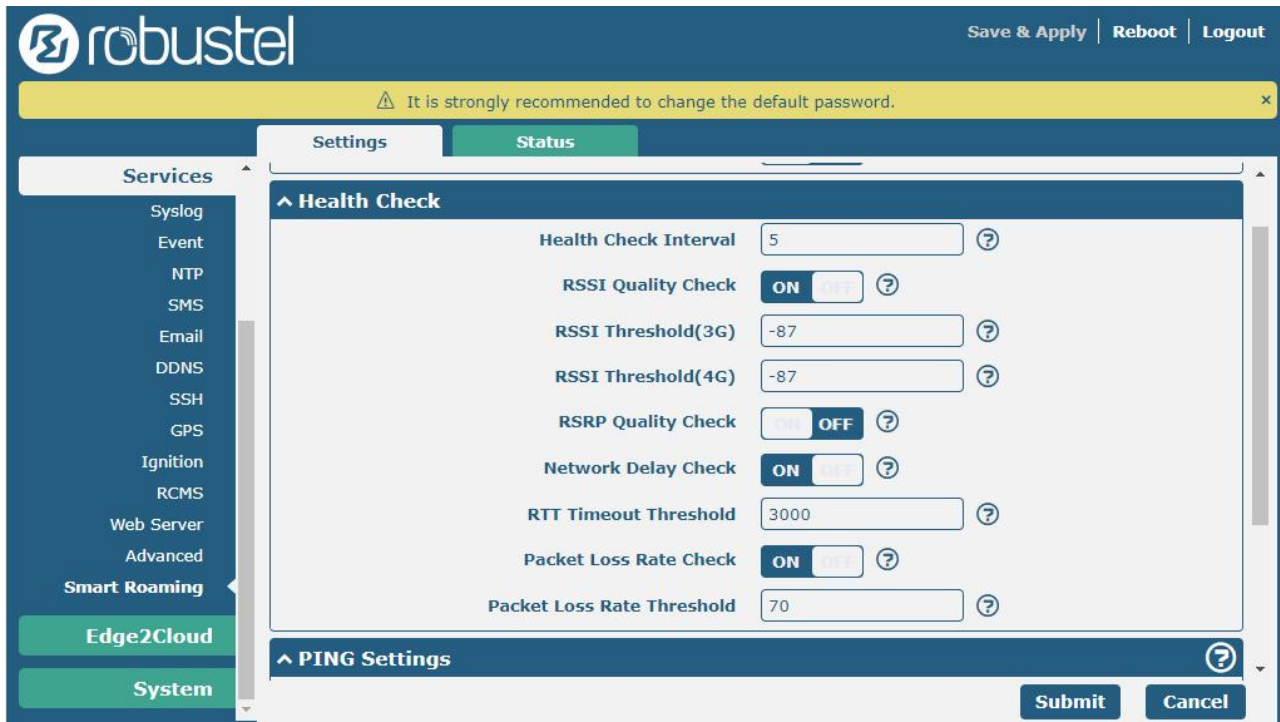 robustel
Save & Apply | Reboot | Logout
⚠ It is strongly recommended to change the default password. ×
Settings
Status
Services
Syslog
Event
NTP
SMS
Email
DDNS
SSH
GPS
Ignition
RCMS
Web Server
Advanced
Smart Roaming
Edge2Cloud
System
Health Check
Health Check Interval 5 ?
RSSI Quality Check ON OFF ?
RSSI Threshold(3G) -87 ?
RSSI Threshold(4G) -87 ?
RSRP Quality Check ON OFF ?
Network Delay Check ON OFF ?
RTT Timeout Threshold 3000 ?
Packet Loss Rate Check ON OFF ?
Packet Loss Rate Threshold 70 ?
PING Settings ?
Submit Cancel